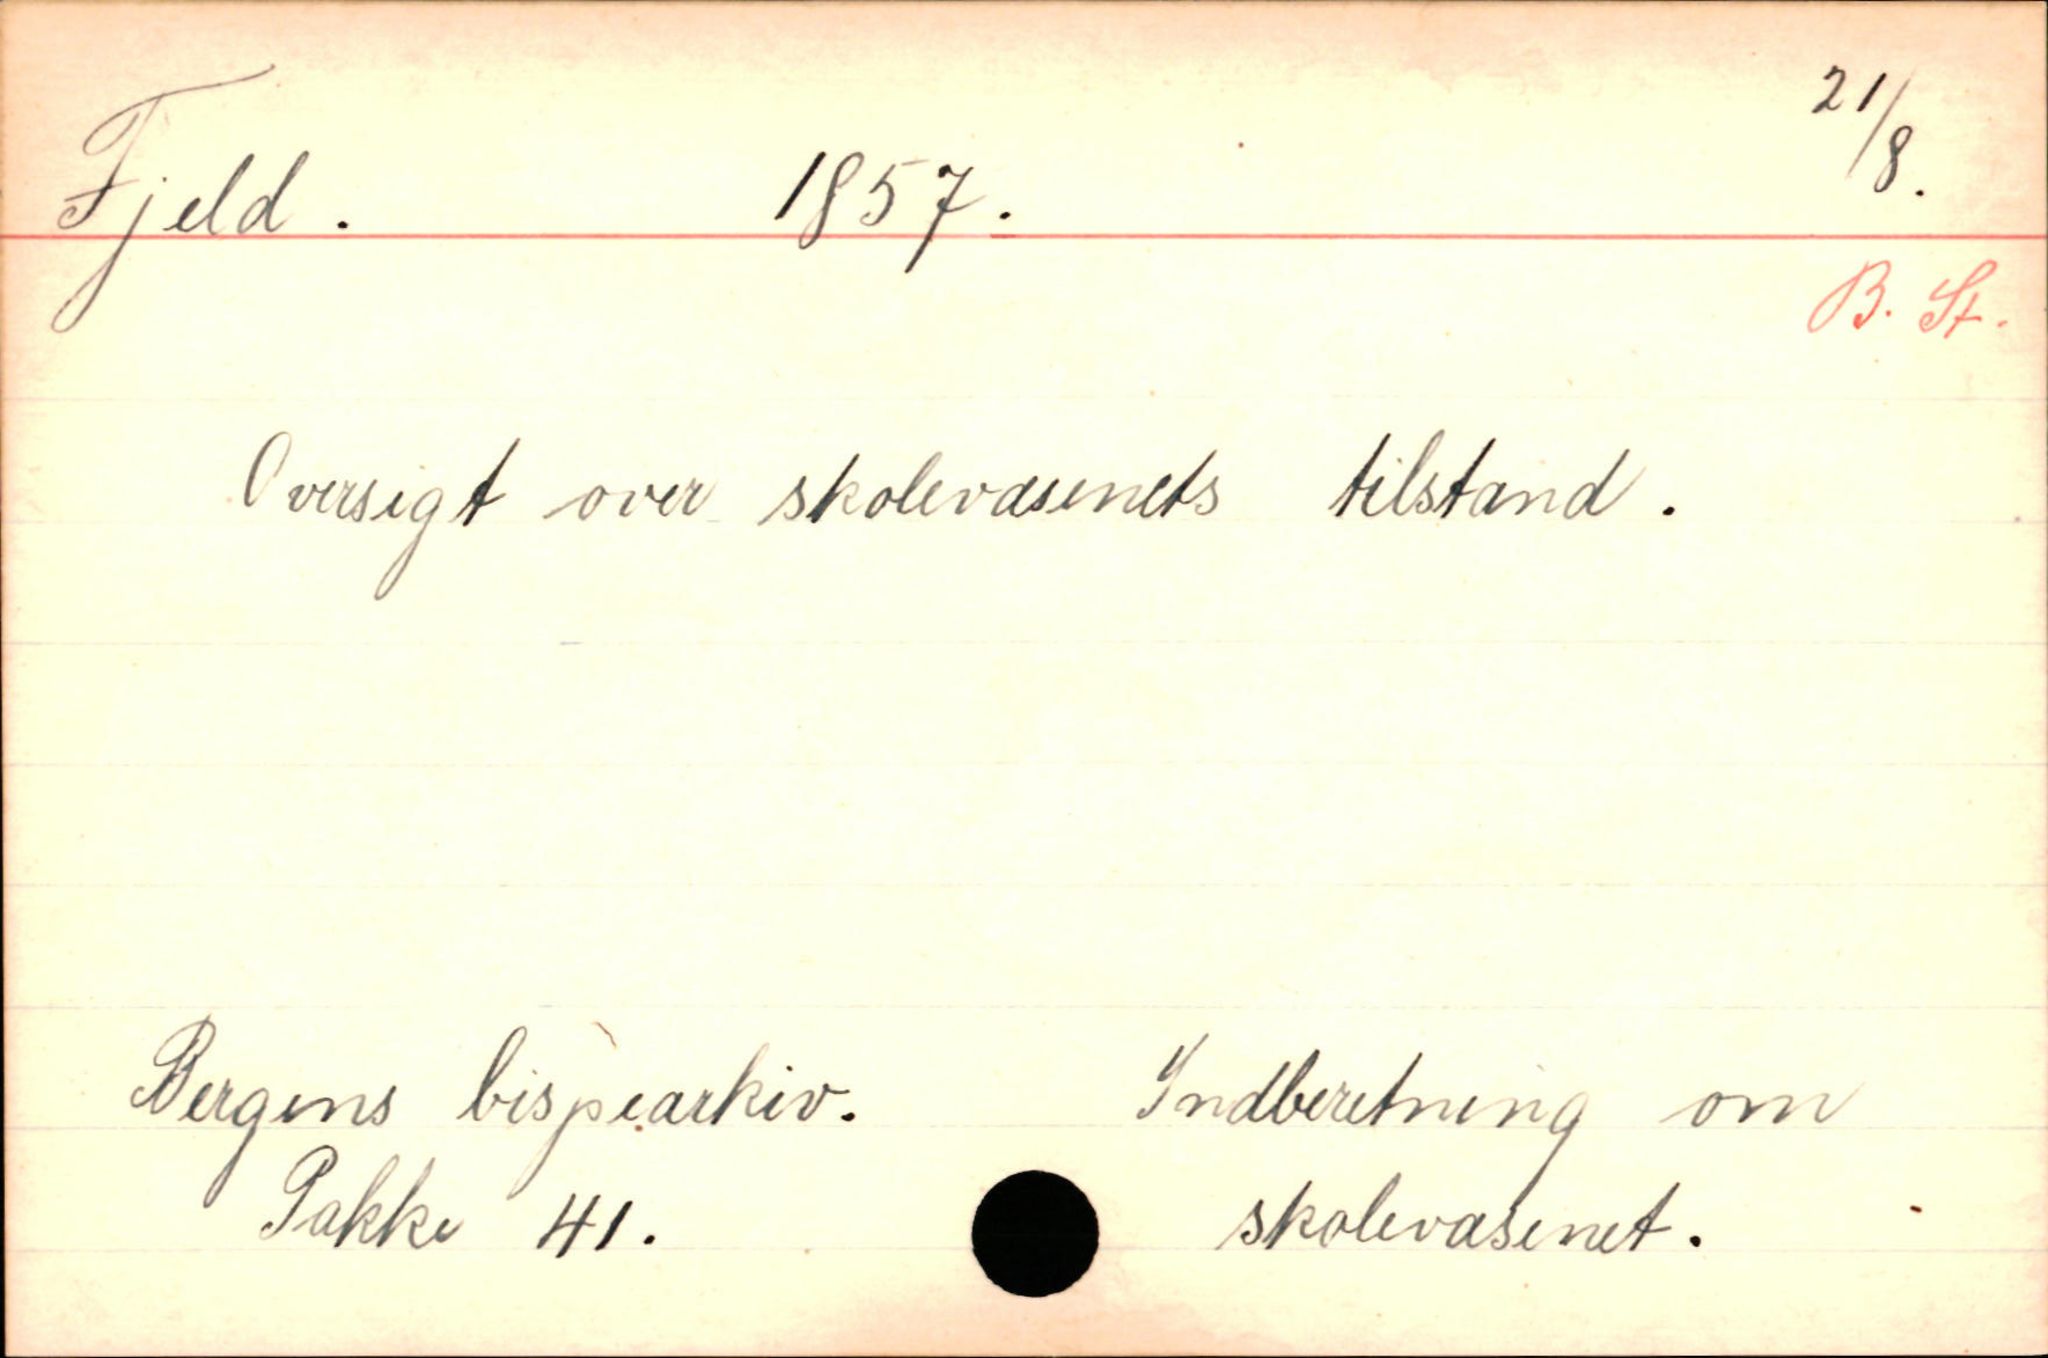 Fjeld. 1857. 21/8.
B. St.
Oversigt over skolevæsenets tilstand.
Bergens bispearkiv. Indberetning om
Pakke 41. skolevæsenet.